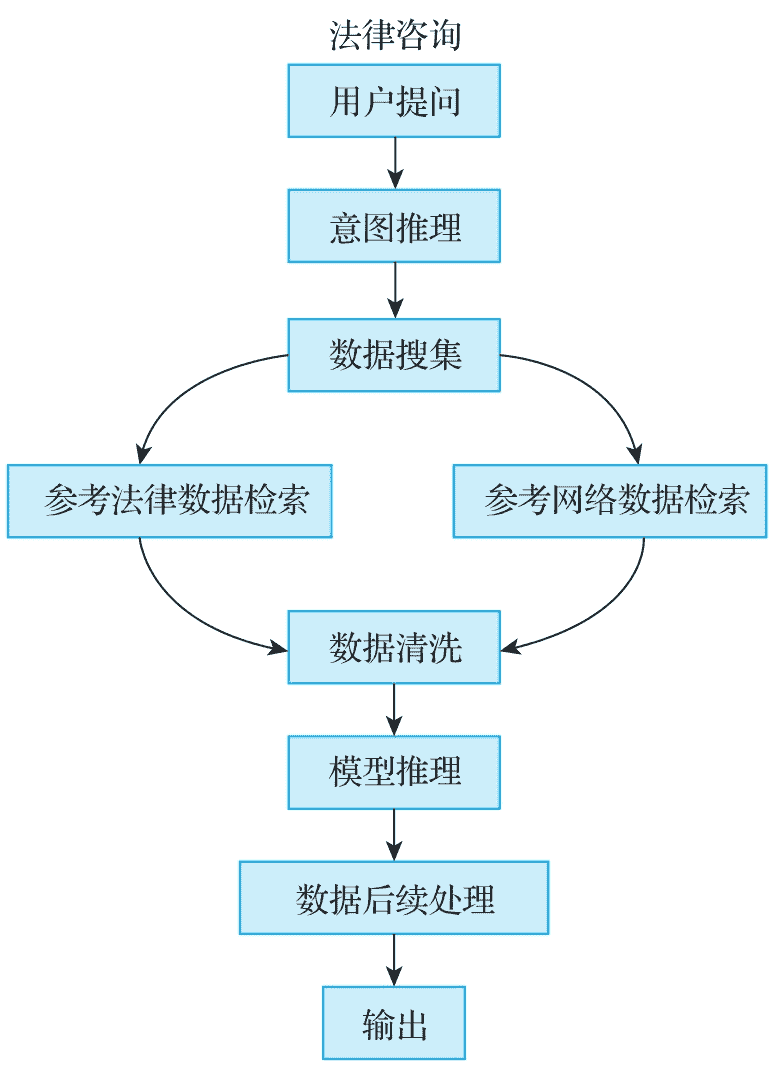 法律咨询
用户提问
意图推理
数据搜集
参考法律数据检索
参考网络数据检索
数据清洗
模型推理
数据后续处理
输出